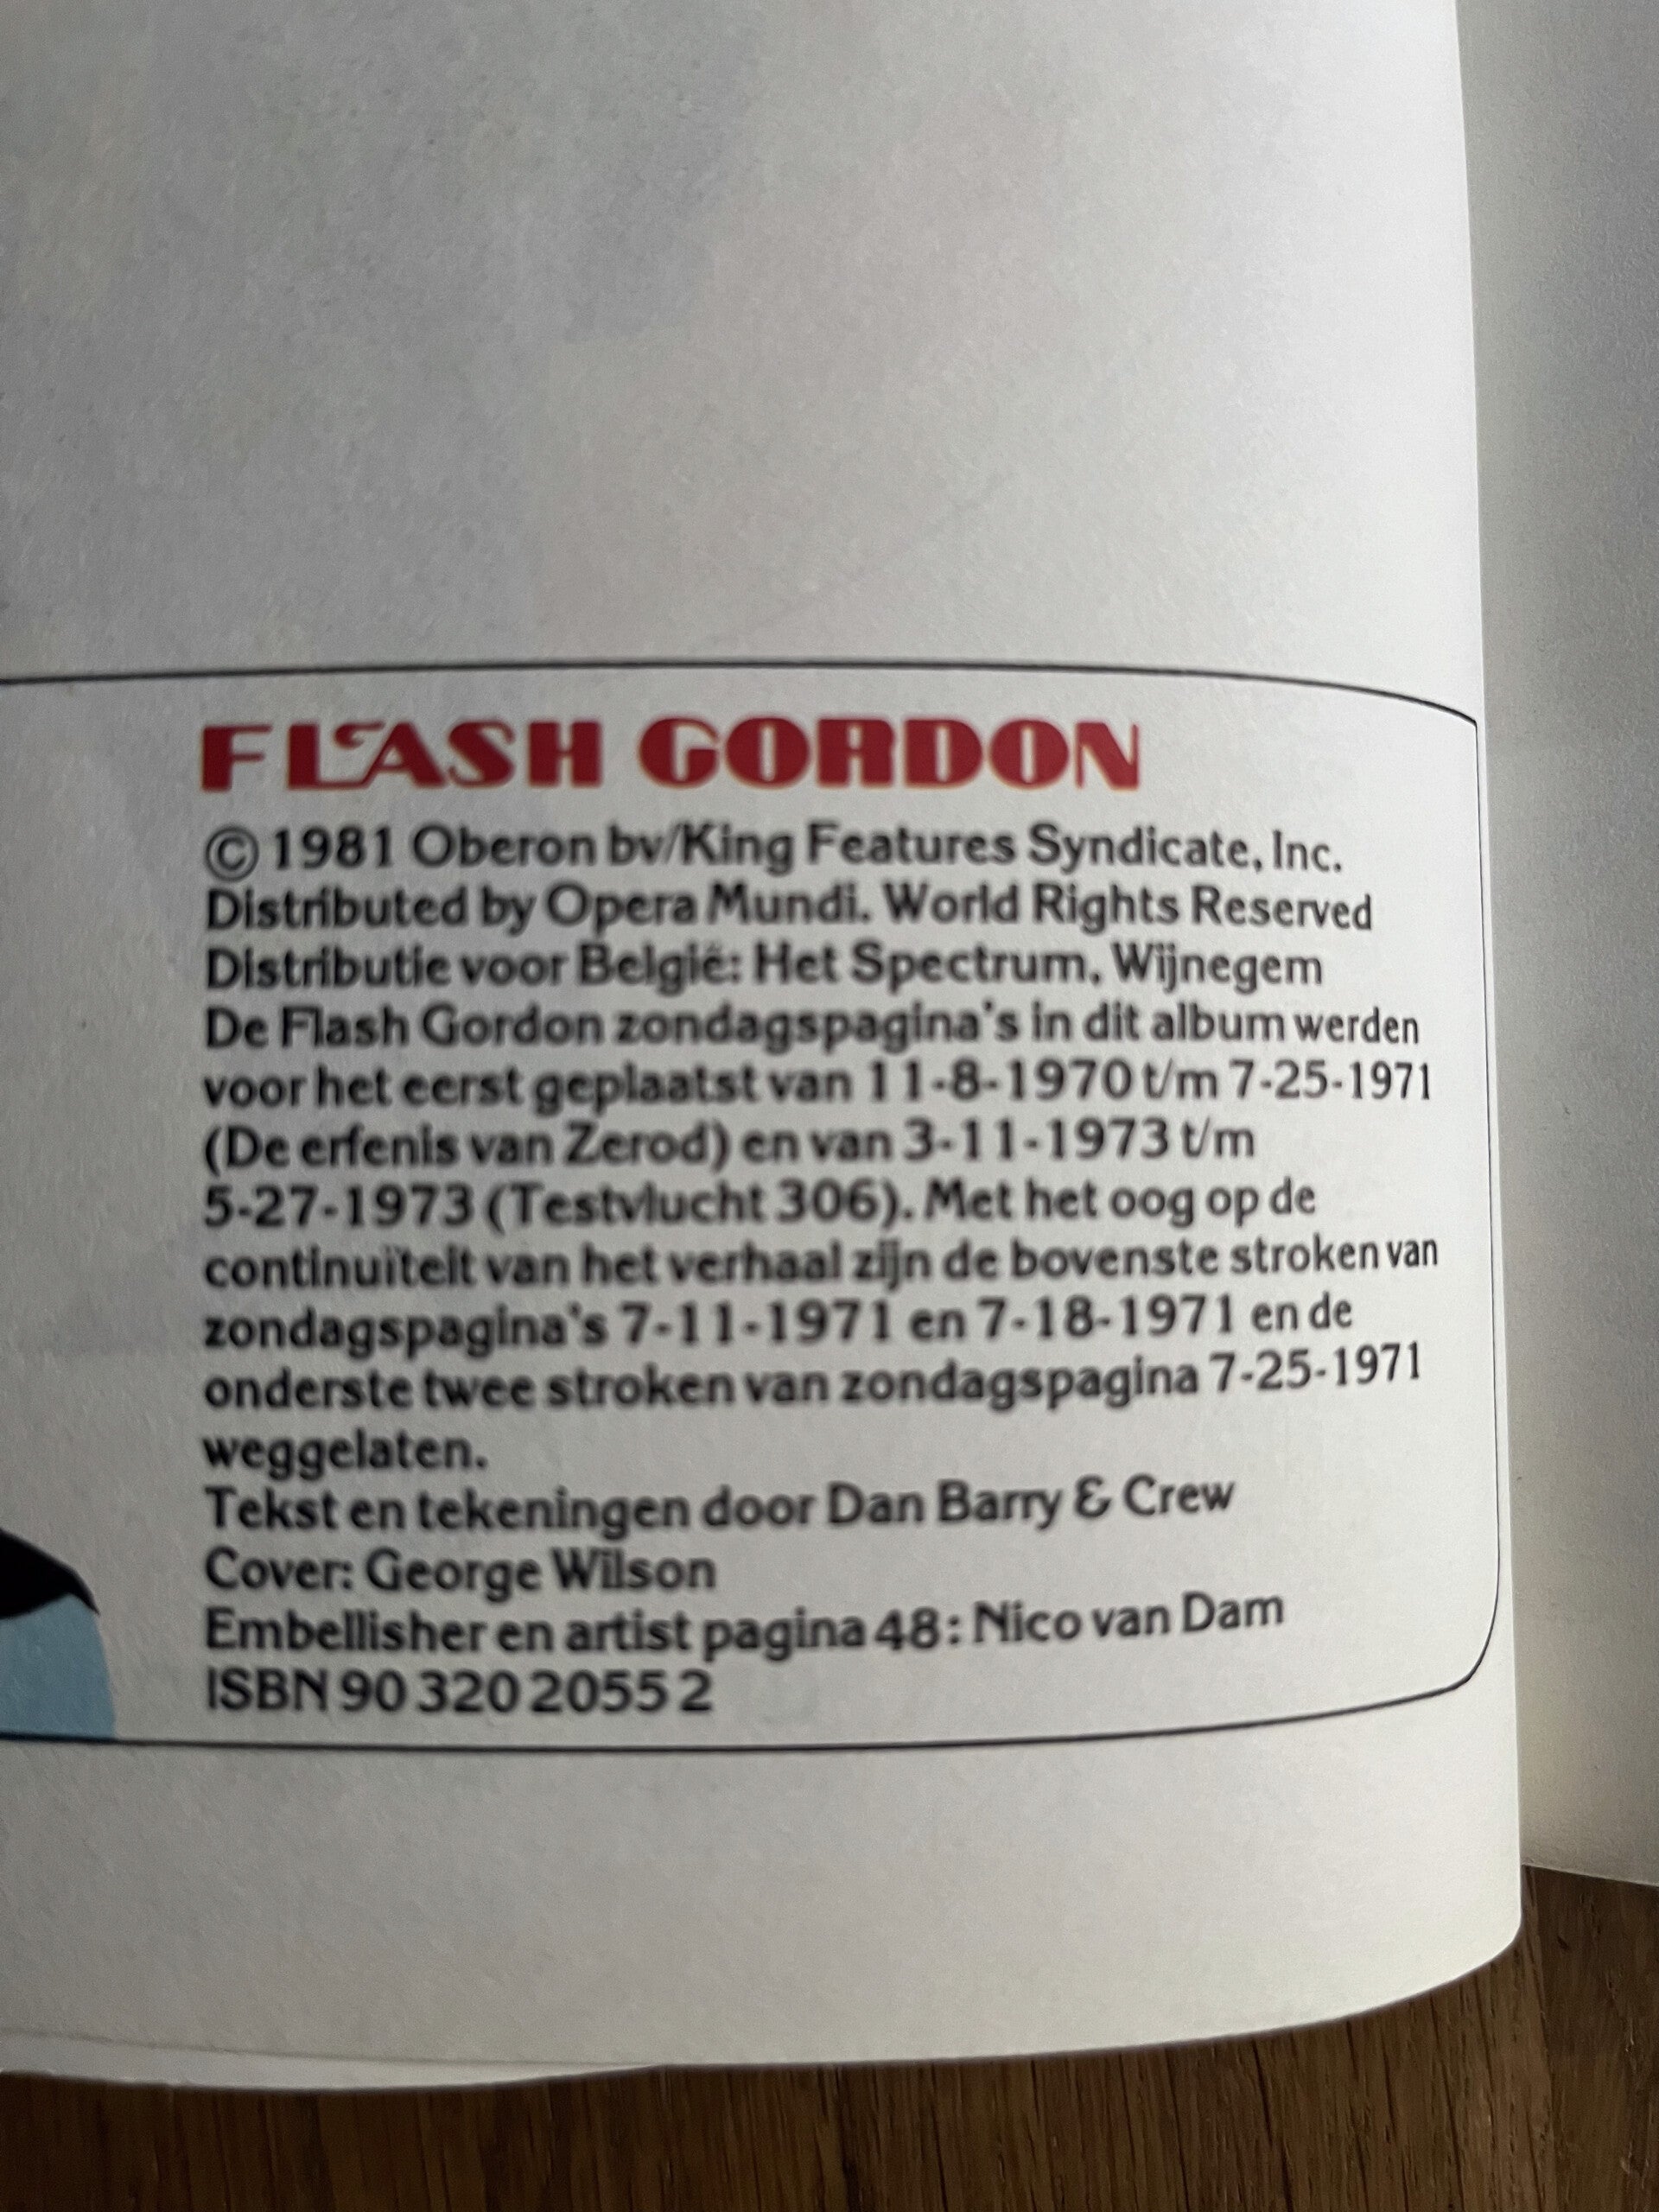 FLASH GORDON
© 1981 Oberon bv/King Features Syndicate, Inc.
Distributed by Opera Mundi. World Rights Reserved
Distributie voor België: Het Spectrum, Wijnegem
De Flash Gordon zondagspagina's in dit album werden
voor het eerst geplaatst van 11-8-1970 t/m 7-25-1971
(De erfenis van Zerod) en van 3-11-1973 t/m
5-27-1973 (Testvlucht 306). Met het oog op de
continuïteit van het verhaal zijn de bovenste stroken van
zondagspagina's 7-11-1971 en 7-18-1971 en de
onderste twee stroken van zondagspagina 7-25-1971
weggelaten.
Tekst en tekeningen door Dan Barry & Crew
Cover: George Wilson
Embellisher en artist pagina 48: Nico van Dam
ISBN 90 320 2055 2